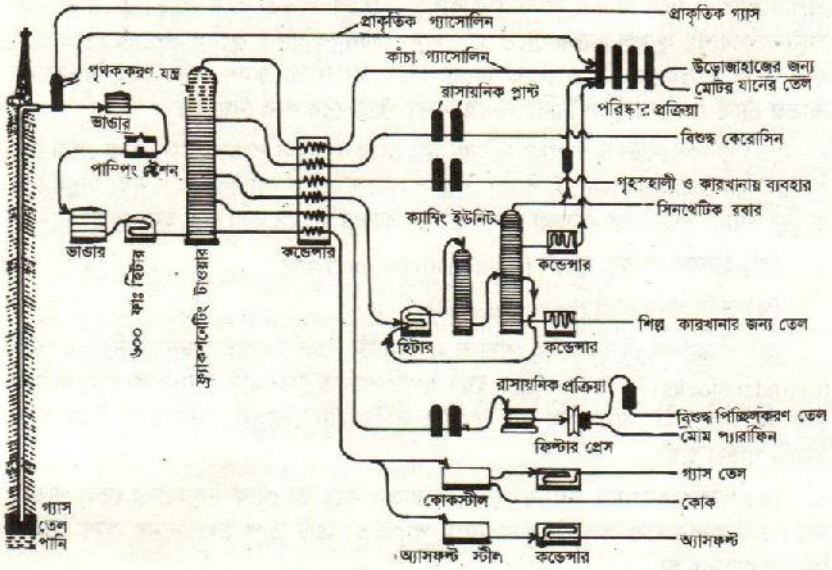 প্রাকৃতিক গ্যাসোলিন
প্রাকৃতিক গ্যাস
পৃথককরণ যন্ত্র
কাঁচা গ্যাসোলিন
উড়োজাহাজের জন্য
মোটর যানের তেল
ভান্ডার
রাসায়নিক প্লান্ট
পরিষ্কার প্রক্রিয়া
পাম্পিং স্টেশন
বিশুদ্ধ কেরোসিন
গৃহস্হালী ও কারখানায় ব্যবহার
ক্যাম্বিং ইউনিট
সিনথেটিক রবার
ভান্ডার
৬০০ ফাঃ হিটার
ফ্র্যাকশনেটিং টাওয়ার
কন্ডেন্সার
কন্ডেন্সার
হিটার
কন্ডেন্সার
শিল্প কারখানার জন্য তেল
রাসায়নিক প্রক্রিয়া
ফিল্টার প্রেস
বিশুদ্ধ পিচ্ছিলকরণ তেল
মোম প্যারাফিন
গ্যাস তেল
কোকস্টীল
কোক
গ্যাস
তেল
পানি
অ্যাসফল্ট স্টীল
কন্ডেন্সার
অ্যাসফল্ট